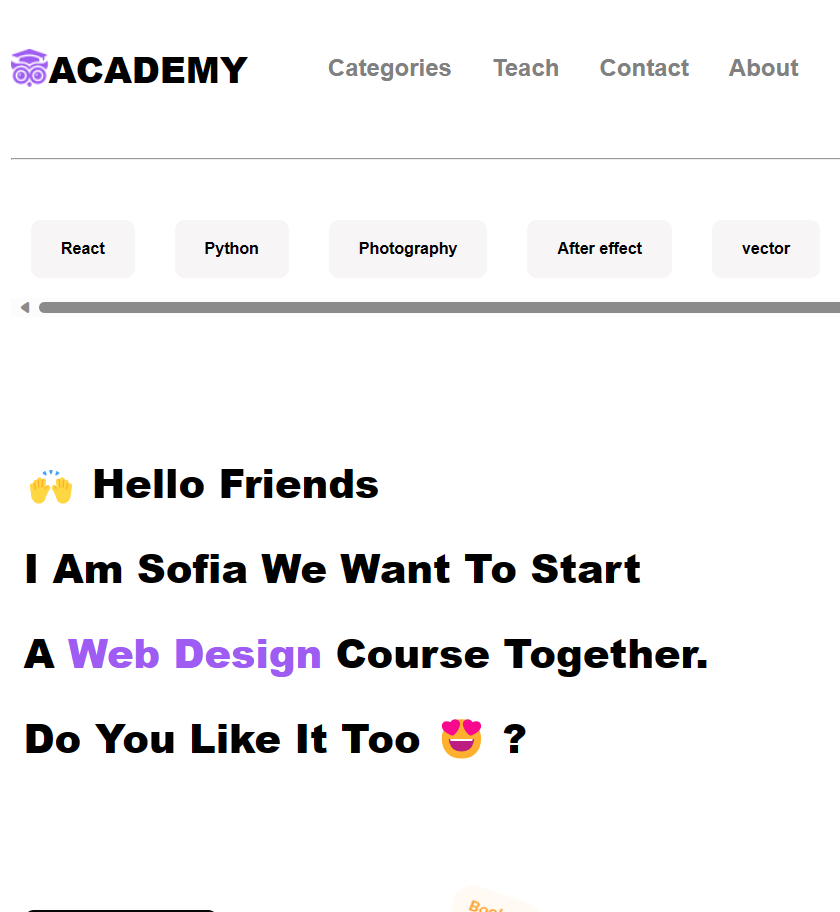 ACADEMY Categories Teach Contact About
React Python Photography After effect vector
🙌 Hello Friends
I Am Sofia We Want To Start
A Web Design Course Together.
Do You Like It Too 😍 ?